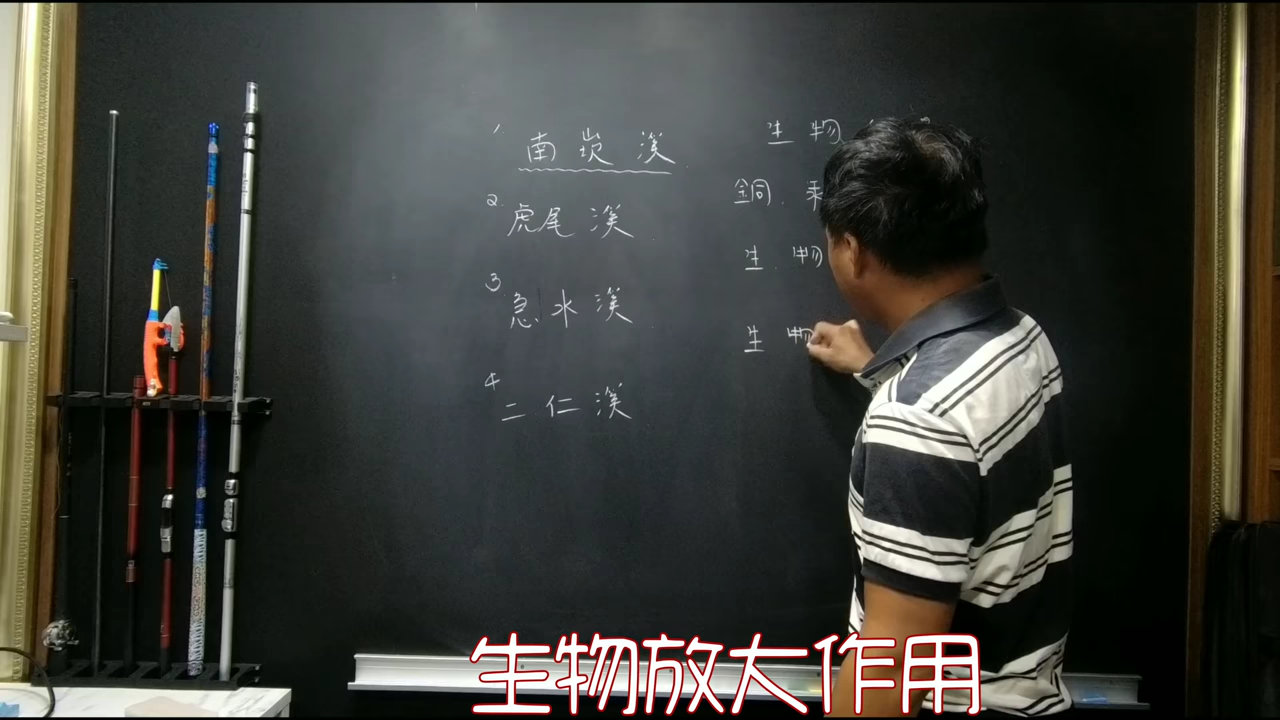 1 南崁溪
2. 虎尾溪
3 急水溪
4 二仁溪
生物
銅.
生.物
生物
生物放大作用